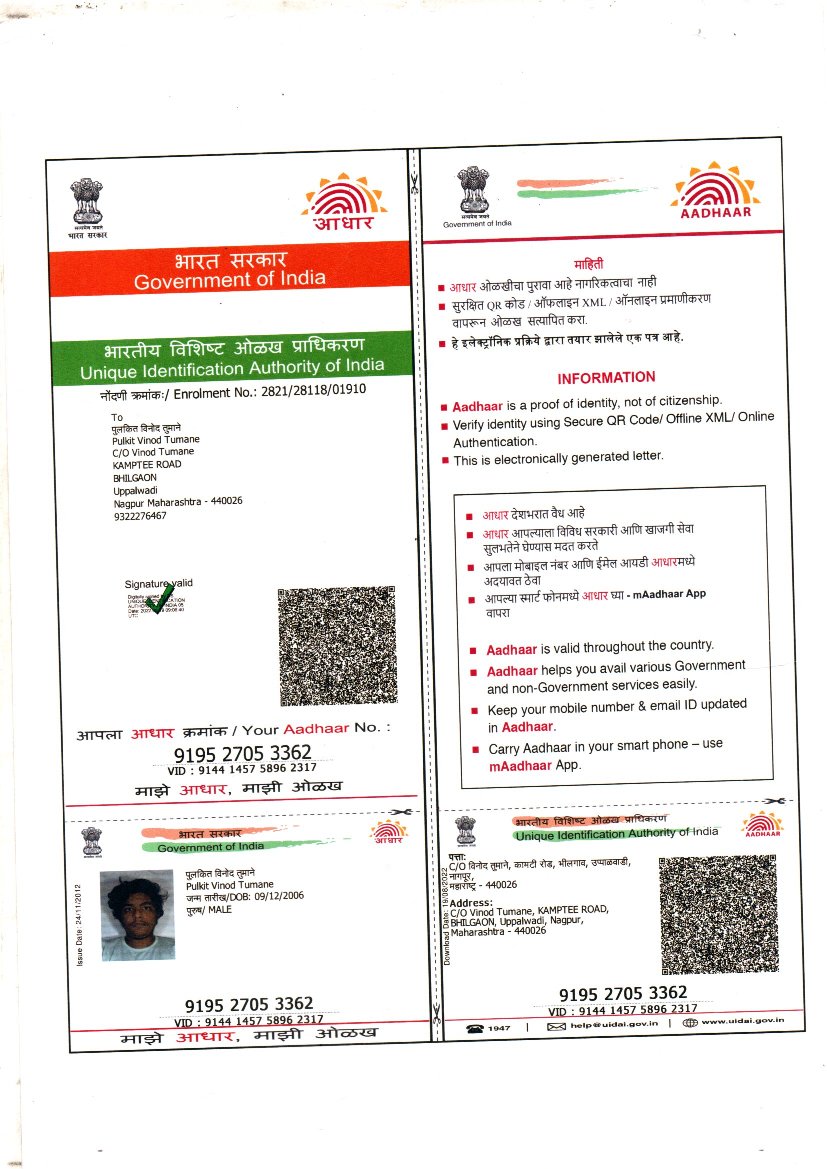 सत्यमेव जयते
भारत सरकार
आधार
भारत सरकार
Government of India
भारतीय विशिष्ट ओळख प्राधिकरण
Unique Identification Authority of India
नोंदणी क्रमांक:/ Enrolment No.: 2821/28118/01910
To
पुलकित विनोद तुमाने
Pulkit Vinod Tumane
C/O Vinod Tumane
KAMPTEE ROAD
BHILGAON
Uppalwadi
Nagpur Maharashtra - 440026
9322276467
Signature valid
आपला आधार क्रमांक / Your Aadhaar No. :
9195 2705 3362
VID : 9144 1457 5896 2317
माझे आधार, माझी ओळख
सत्यमेव जयते
Government of India
AADHAAR
माहिती
आधार ओळखीचा पुरावा आहे नागरिकत्वाचा नाही
सुरक्षित QR कोड / ऑफलाइन XML / ऑनलाइन प्रमाणीकरण
वापरून ओळख सत्यापित करा.
हे इलेक्ट्रॉनिक प्रक्रिये द्वारा तयार झालेले एक पत्र आहे.
INFORMATION
Aadhaar is a proof of identity, not of citizenship.
Verify identity using Secure QR Code/ Offline XML/ Online
Authentication.
This is electronically generated letter.
आधार देशभरात वैध आहे
आधार आपल्याला विविध सरकारी आणि खाजगी सेवा
सुलभतेने घेण्यास मदत करते
आपला मोबाइल नंबर आणि ईमेल आयडी आधारमध्ये
अद्यावत ठेवा
आपल्या स्मार्ट फोनमध्ये आधार घ्या - mAadhaar App
वापरा
Aadhaar is valid throughout the country.
Aadhaar helps you avail various Government
and non-Government services easily.
Keep your mobile number & email ID updated
in Aadhaar.
Carry Aadhaar in your smart phone – use
mAadhaar App.
भारत सरकार
Government of India
आधार
Issue Date: 24/11/2012
पुलकित विनोद तुमाने
Pulkit Vinod Tumane
जन्म तारीख/DOB: 09/12/2006
पुरुष/ MALE
9195 2705 3362
VID : 9144 1457 5896 2317
माझे आधार, माझी ओळख
भारतीय विशिष्ट ओळख प्राधिकरण
Unique Identification Authority of India
AADHAAR
Download Date: 19/08/2022
पत्ता:
C/O विनोद तुमाने, कामटी रोड, भीलगाव, उप्पाळवाडी,
नागपूर,
महाराष्ट्र - 440026
Address:
C/O Vinod Tumane, KAMPTEE ROAD,
BHILGAON, Uppalwadi, Nagpur,
Maharashtra - 440026
9195 2705 3362
VID : 9144 1457 5896 2317
1947 | help@uidai.gov.in | www.uidai.gov.in